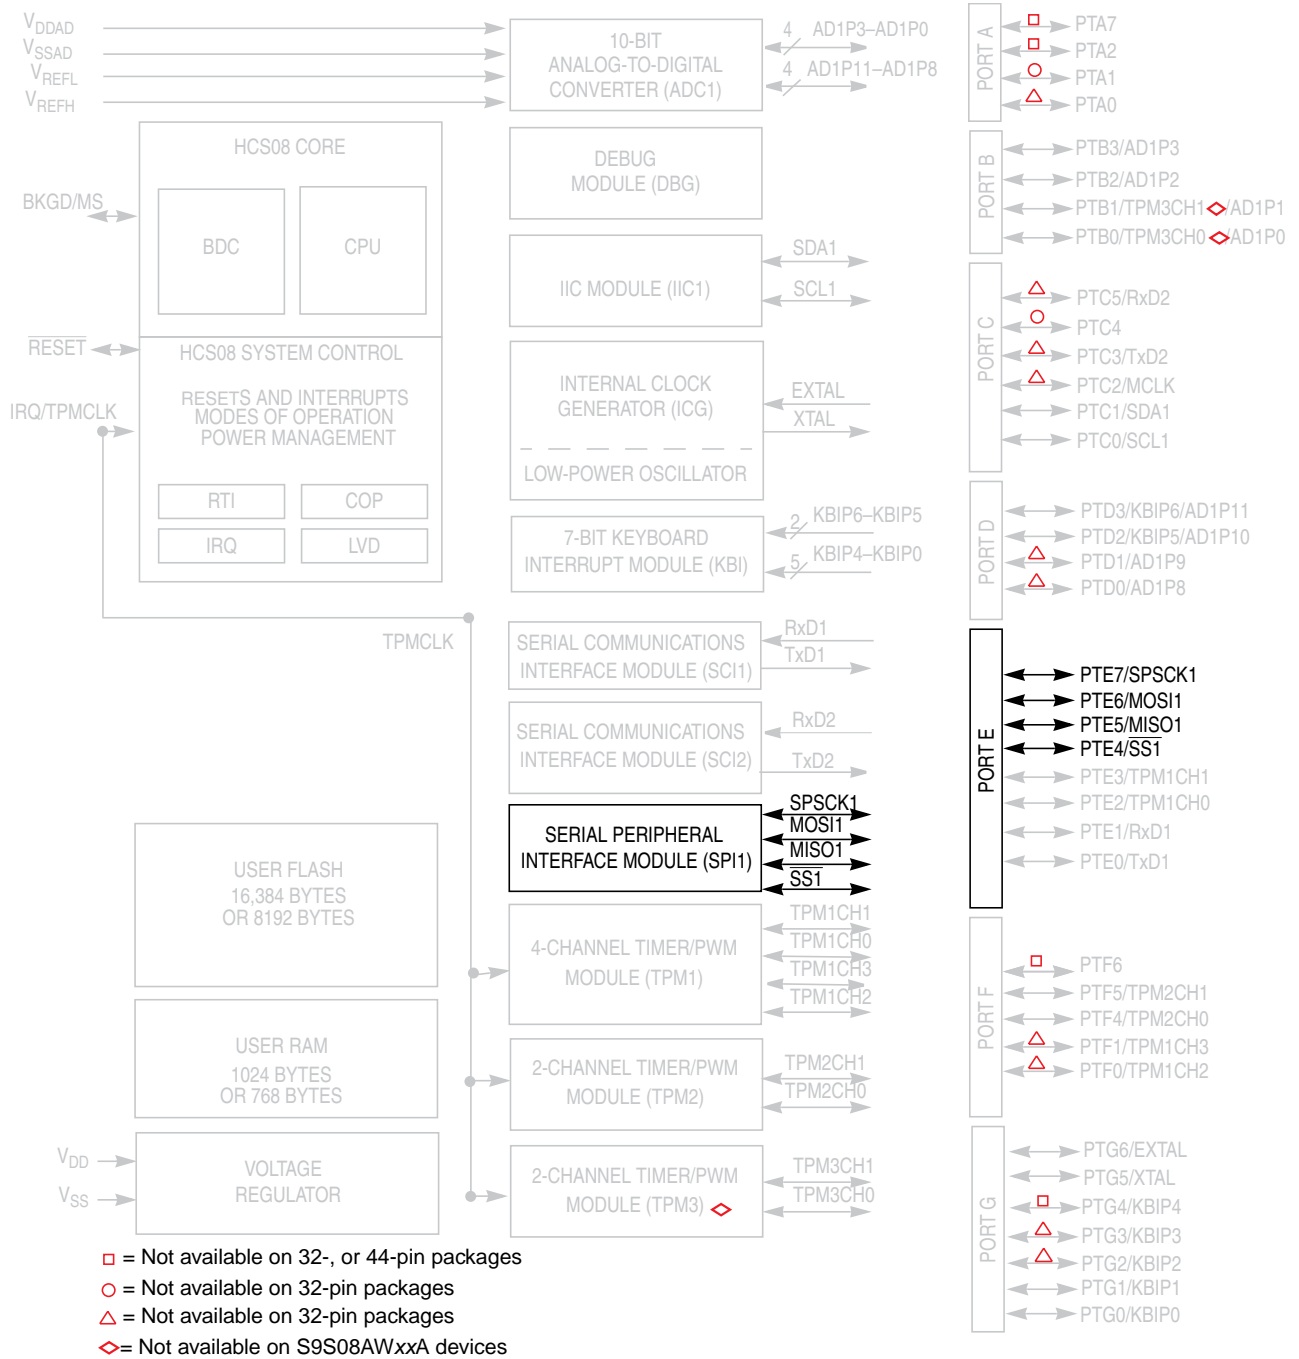 VDDAD
VSSAD
VREFL
VREFH
10-BIT
ANALOG-TO-DIGITAL
CONVERTER (ADC1)
4 AD1P3–AD1P0
4 AD1P11–AD1P8
HCS08 CORE
BDC
CPU
BKGD/MS
RESET
IRQ/TPMCLK
HCS08 SYSTEM CONTROL
RESETS AND INTERRUPTS
MODES OF OPERATION
POWER MANAGEMENT
RTI
COP
IRQ
LVD
TPMCLK
DEBUG
MODULE (DBG)
IIC MODULE (IIC1)
SDA1
SCL1
INTERNAL CLOCK
GENERATOR (ICG)
LOW-POWER OSCILLATOR
EXTAL
XTAL
7-BIT KEYBOARD
INTERRUPT MODULE (KBI)
2 KBIP6–KBIP5
5 KBIP4–KBIP0
SERIAL COMMUNICATIONS
INTERFACE MODULE (SCI1)
RxD1
TxD1
SERIAL COMMUNICATIONS
INTERFACE MODULE (SCI2)
RxD2
TxD2
SERIAL PERIPHERAL
INTERFACE MODULE (SPI1)
SPSCK1
MOSI1
MISO1
SS1
USER FLASH
16,384 BYTES
OR 8192 BYTES
4-CHANNEL TIMER/PWM
MODULE (TPM1)
TPM1CH1
TPM1CH0
TPM1CH3
TPM1CH2
USER RAM
1024 BYTES
OR 768 BYTES
2-CHANNEL TIMER/PWM
MODULE (TPM2)
TPM2CH1
TPM2CH0
VDD
VSS
VOLTAGE
REGULATOR
2-CHANNEL TIMER/PWM
MODULE (TPM3)
TPM3CH1
TPM3CH0
PORT A
PTA7
PTA2
PTA1
PTA0
PORT B
PTB3/AD1P3
PTB2/AD1P2
PTB1/TPM3CH1 /AD1P1
PTB0/TPM3CH0 /AD1P0
PORT C
PTC5/RxD2
PTC4
PTC3/TxD2
PTC2/MCLK
PTC1/SDA1
PTC0/SCL1
PORT D
PTD3/KBIP6/AD1P11
PTD2/KBIP5/AD1P10
PTD1/AD1P9
PTD0/AD1P8
PORT E
PTE7/SPSCK1
PTE6/MOSI1
PTE5/MISO1
PTE4/SS1
PTE3/TPM1CH1
PTE2/TPM1CH0
PTE1/RxD1
PTE0/TxD1
PORT F
PTF6
PTF5/TPM2CH1
PTF4/TPM2CH0
PTF1/TPM1CH3
PTF0/TPM1CH2
PORT G
PTG6/EXTAL
PTG5/XTAL
PTG4/KBIP4
PTG3/KBIP3
PTG2/KBIP2
PTG1/KBIP1
PTG0/KBIP0
= Not available on 32-, or 44-pin packages
= Not available on 32-pin packages
= Not available on 32-pin packages
= Not available on S9S08AWxxA devices